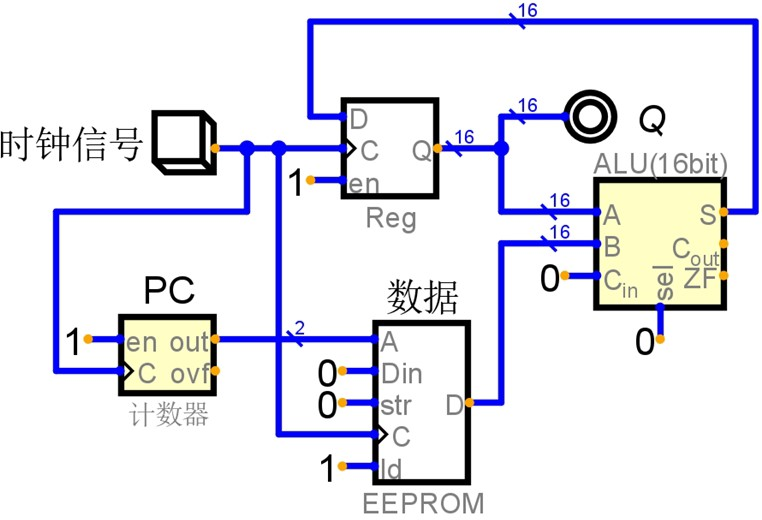 16
时钟信号
D
C
Q
16
16
Q
1
en
Reg
ALU(16bit)
16
A
S
16
B
Cout
0
Cin
sel
ZF
0
PC
数据
1
en
out
2
A
C
ovf
0
Din
计数器
0
str
D
C
1
ld
EEPROM